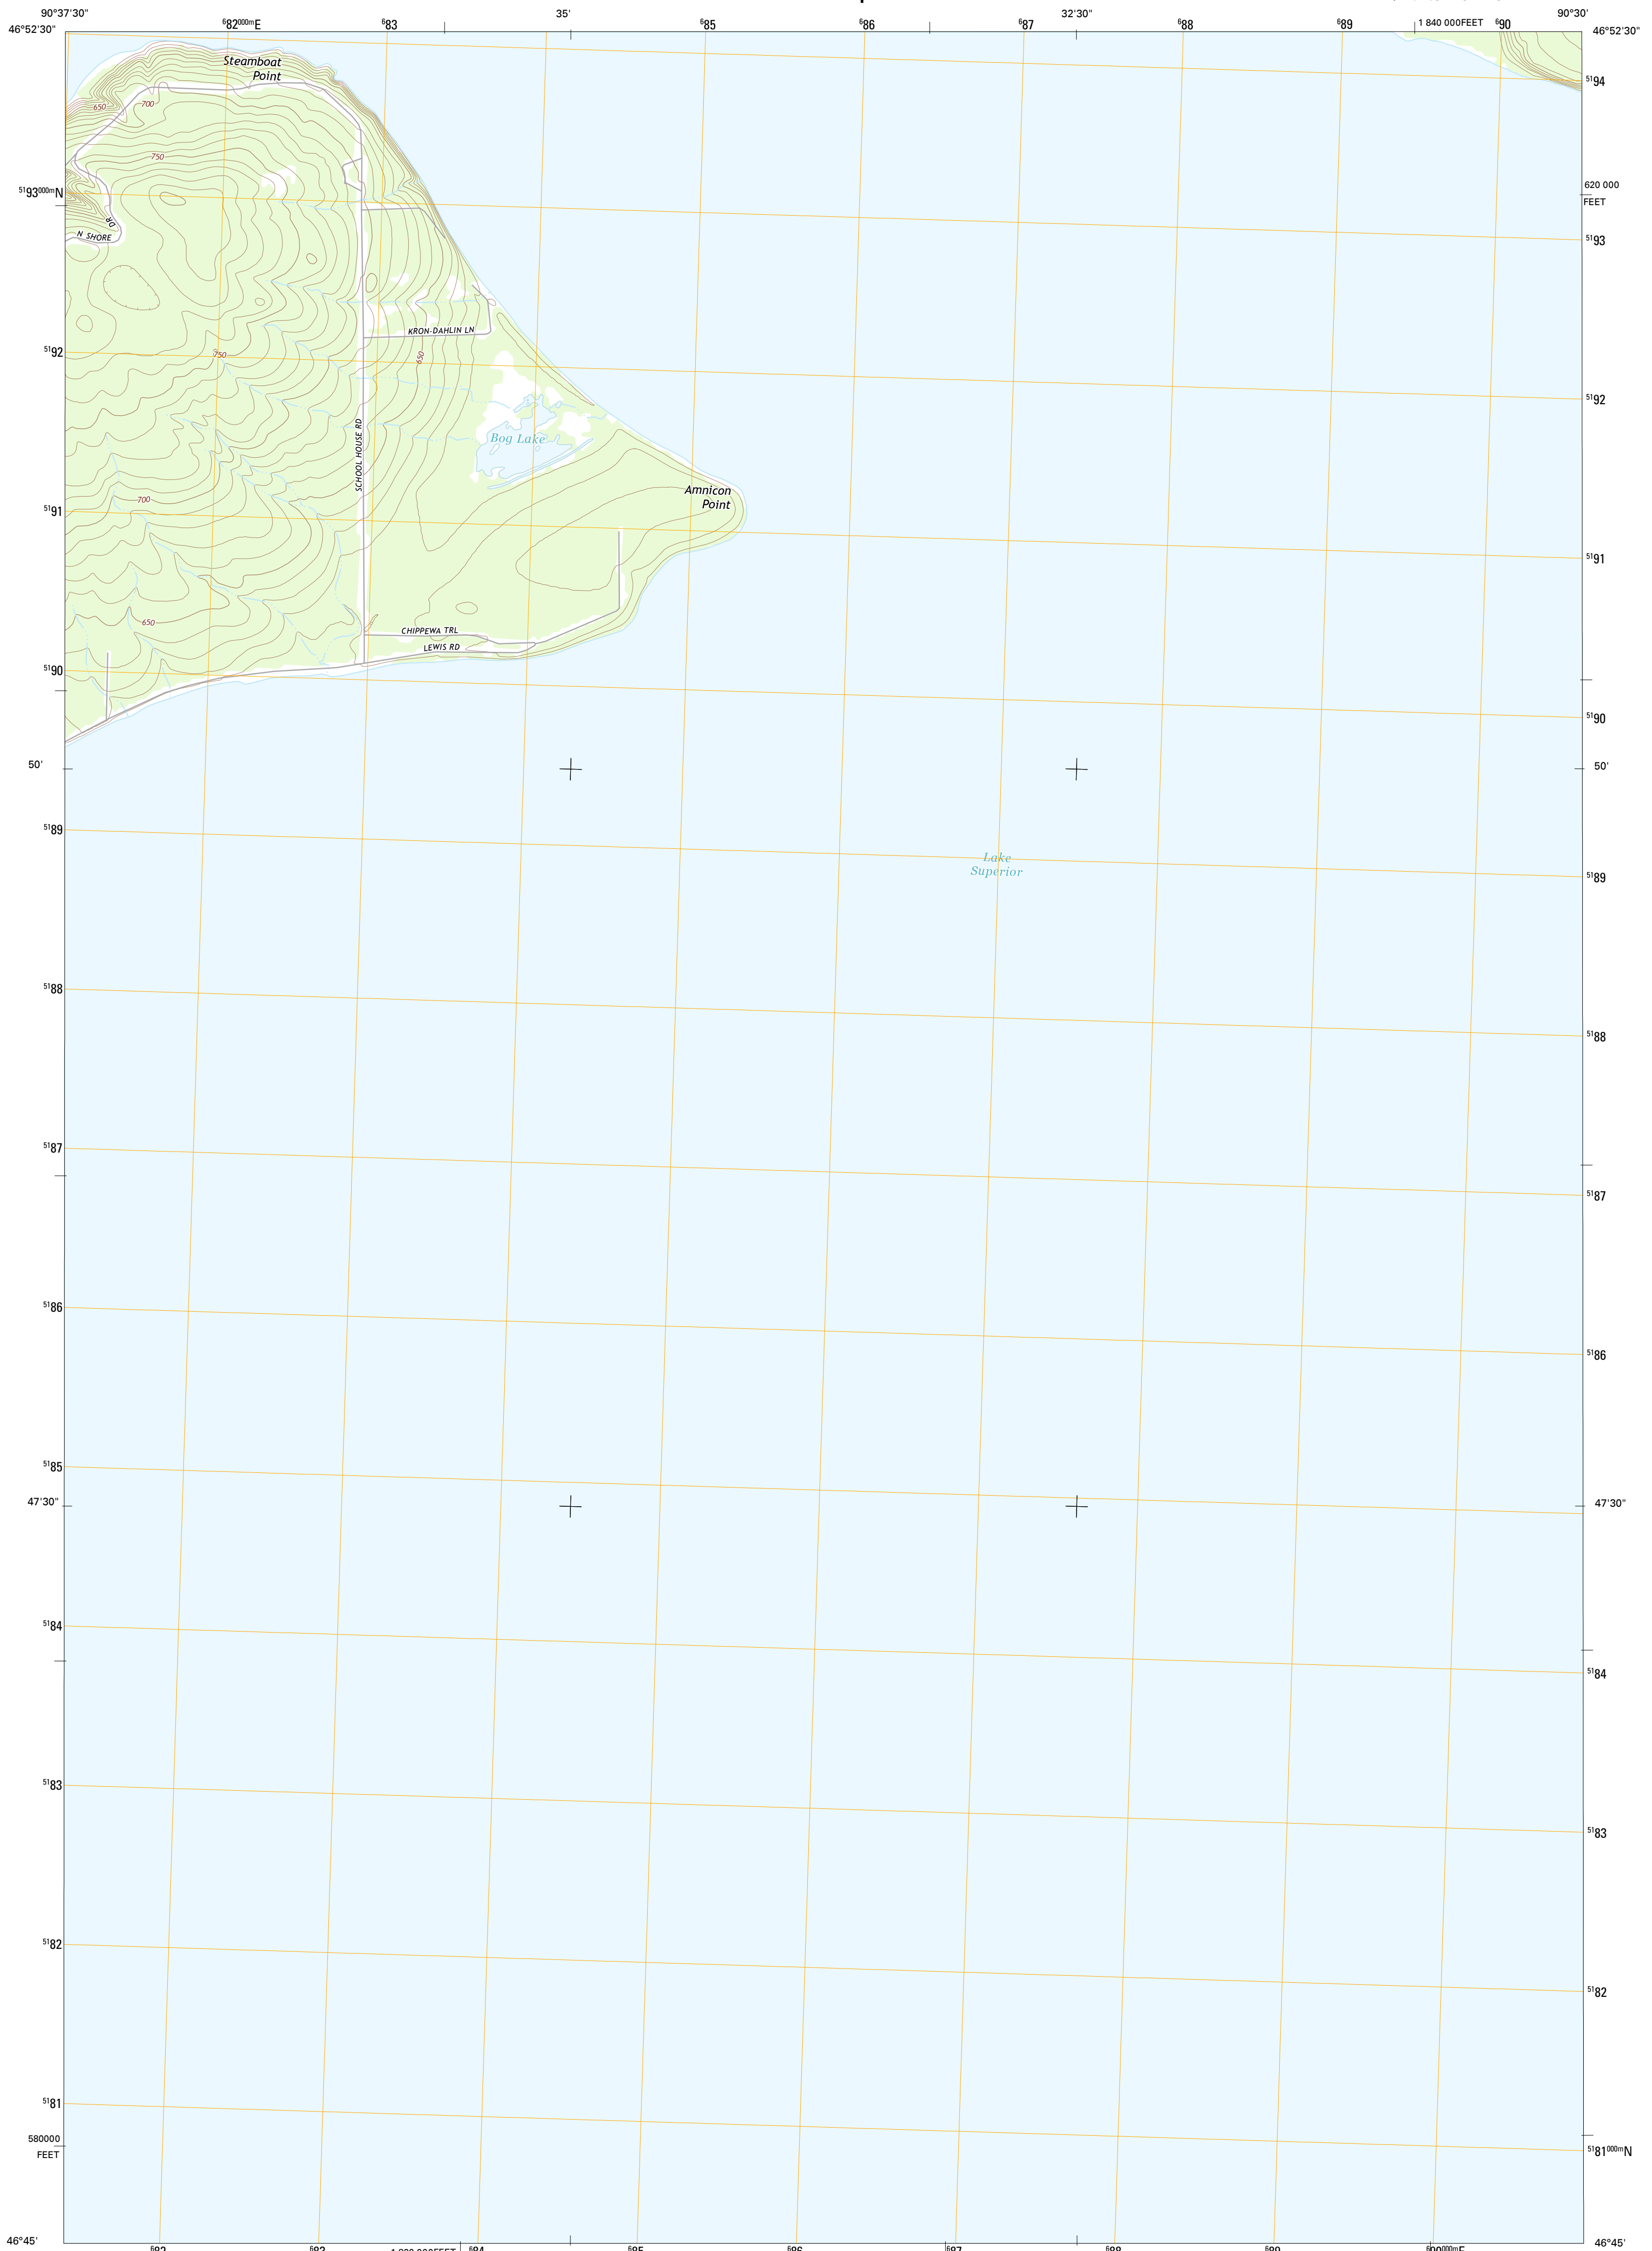 90°37'30"
⁶82⁰⁰⁰ᵐE
⁶83
35'
⁶85
⁶86
⁶87
32'30"
⁶88
⁶89
1 840 000FEET
⁶90
90°30'
46°52'30"
46°52'30"
Steamboat
Point
⁵¹94
650
700
750
⁵¹93⁰⁰⁰ᵐN
620 000
FEET
N SHORE
DR
⁵¹93
KRON-DAHLIN LN
⁵¹92
750
650
⁵¹92
SCHOOL HOUSE RD
Bog Lake
Amnicon
Point
700
⁵¹91
⁵¹91
650
CHIPPEWA TRL
LEWIS RD
⁵¹90
⁵¹90
50'
50'
⁵¹89
Lake
Superior
⁵¹89
⁵¹88
⁵¹88
⁵¹87
⁵¹87
⁵¹86
⁵¹86
⁵¹85
47'30"
47'30"
⁵¹84
⁵¹84
⁵¹83
⁵¹83
⁵¹82
⁵¹82
⁵¹81
580000
FEET
⁵¹81⁰⁰⁰ᵐN
46°45'
46°45'